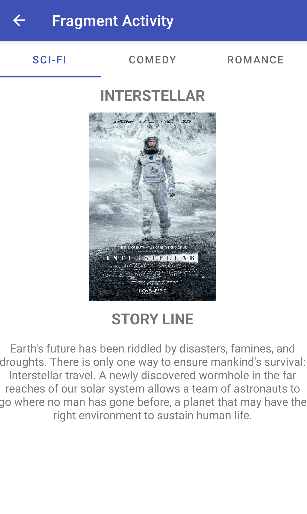 Fragment Activity
SCI-FI COMEDY ROMANCE
INTERSTELLAR
INTERSTELLAR
STORY LINE
Earth's future has been riddled by disasters, famines, and
droughts. There is only one way to ensure mankind's survival:
Interstellar travel. A newly discovered wormhole in the far
reaches of our solar system allows a team of astronauts to
go where no man has gone before, a planet that may have the
right environment to sustain human life.